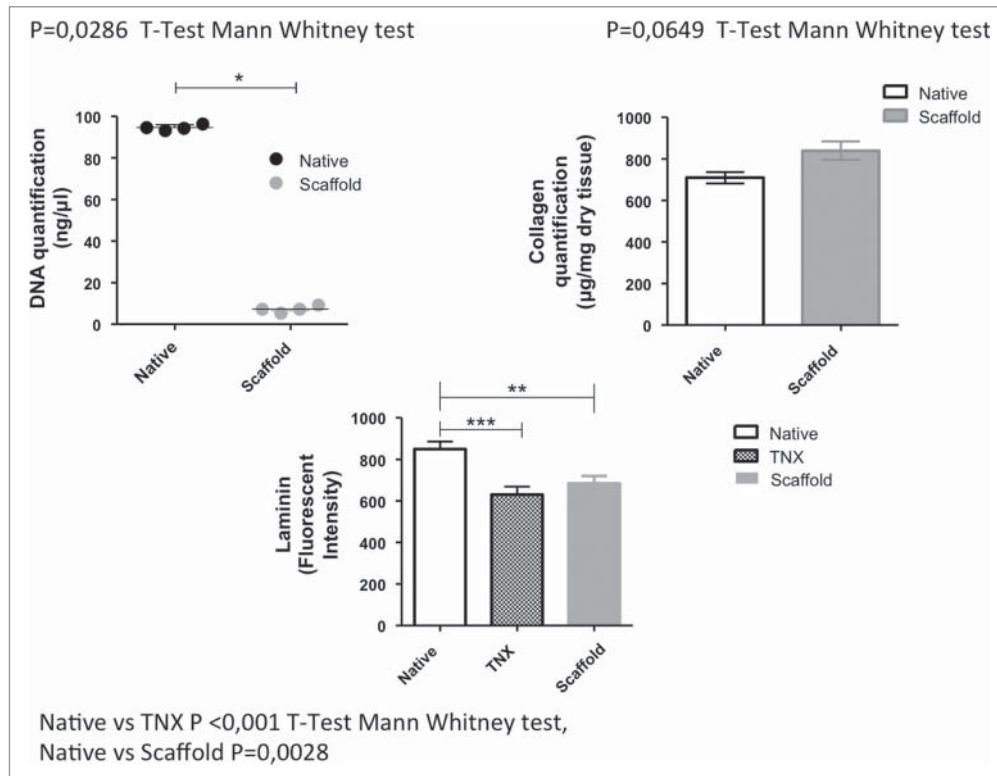 P=0,0286 T-Test Mann Whitney test
*
100
80
60
40
20
0
DNA quantification
(ng/µl)
Native
Scaffold
Native
Scaffold
P=0,0649 T-Test Mann Whitney test
Native
Scaffold
1000
800
600
400
200
0
Collagen
quantification
(µg/mg dry tissue)
Native
Scaffold
**
***
1000
800
600
400
200
0
Laminin
(Fluorescent
Intensity)
Native
TNX
Scaffold
Native
TNX
Scaffold
Native vs TNX P <0,001 T-Test Mann Whitney test,
Native vs Scaffold P=0,0028